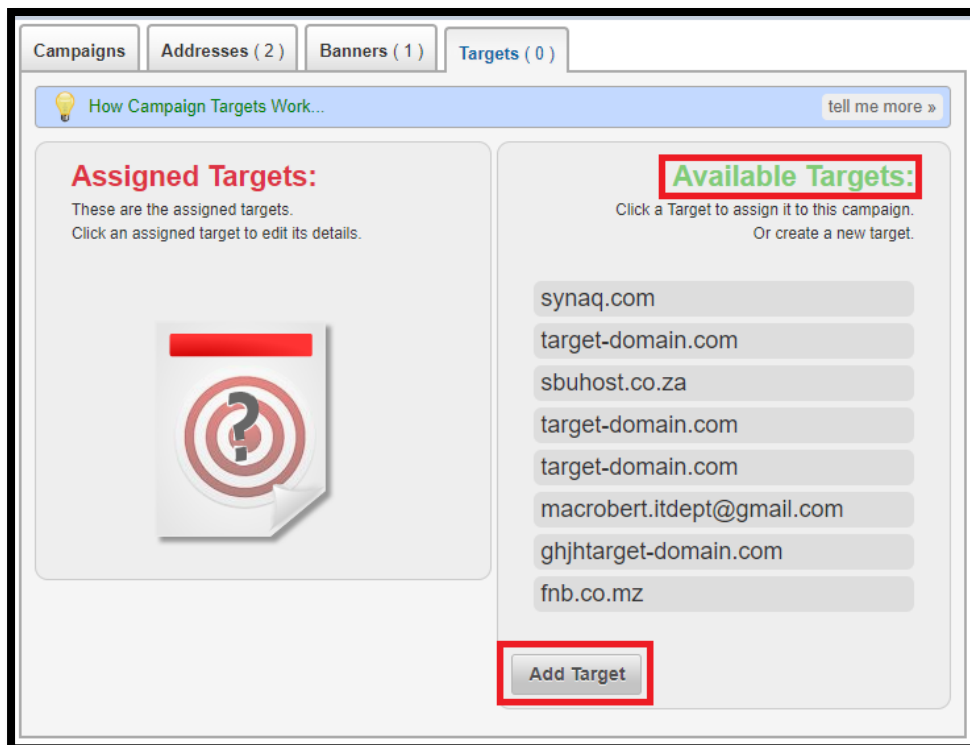 Campaigns
Addresses ( 2 )
Banners ( 1 )
Targets ( 0 )
How Campaign Targets Work...
tell me more »
Assigned Targets:
These are the assigned targets.
Click an assigned target to edit its details.
?
Available Targets:
Click a Target to assign it to this campaign.
Or create a new target.
synaq.com
target-domain.com
sbuhost.co.za
target-domain.com
target-domain.com
macrobert.itdept@gmail.com
ghjhtarget-domain.com
fnb.co.mz
Add Target